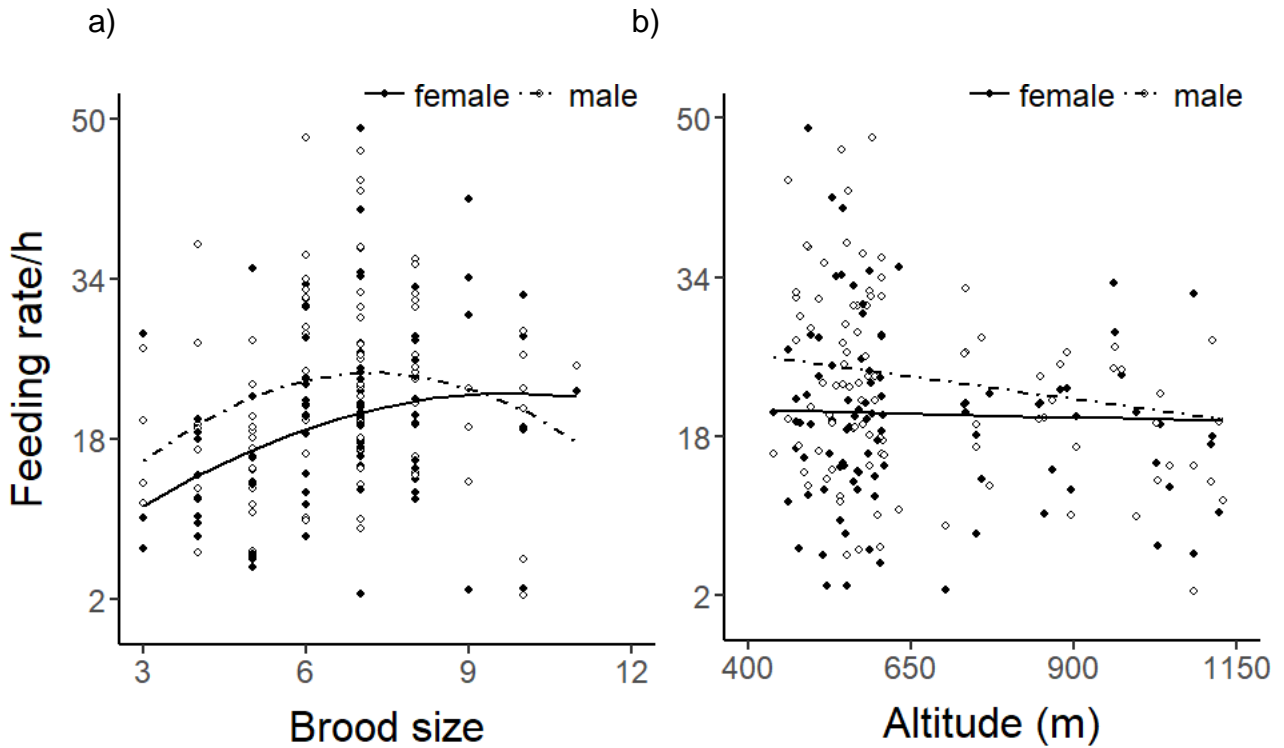 a)
female male
50
34
18
2
Feeding rate/h
3 6 9 12
Brood size
b)
female male
50
34
18
2
400 650 900 1150
Altitude (m)